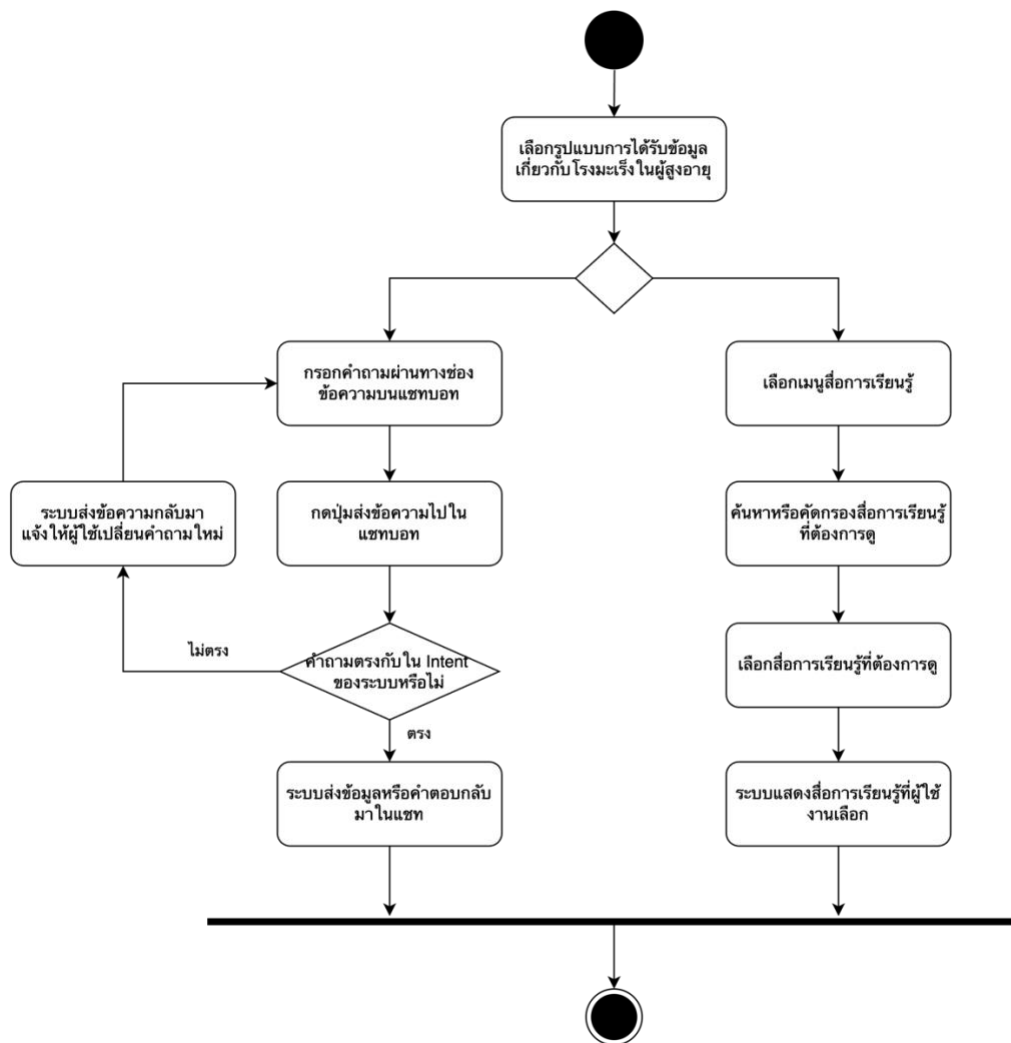 เลือกรูปแบบการได้รับข้อมูล
เกี่ยวกับโรงมะเร็งในผู้สูงอายุ
กรอกคำถามผ่านทางช่อง
ข้อความบนแชทบอท
เลือกเมนูสื่อการเรียนรู้
ระบบส่งข้อความกลับมา
แจ้งให้ผู้ใช้เปลี่ยนคำถามใหม่
กดปุ่มส่งข้อความไปใน
แชทบอท
ค้นหาหรือคัดกรองสื่อการเรียนรู้
ที่ต้องการดู
ไม่ตรง
คำถามตรงกับใน Intent
ของระบบหรือไม่
เลือกสื่อการเรียนรู้ที่ต้องการดู
ตรง
ระบบส่งข้อมูลหรือคำตอบกลับ
มาในแชท
ระบบแสดงสื่อการเรียนรู้ที่ผู้ใช้
งานเลือก